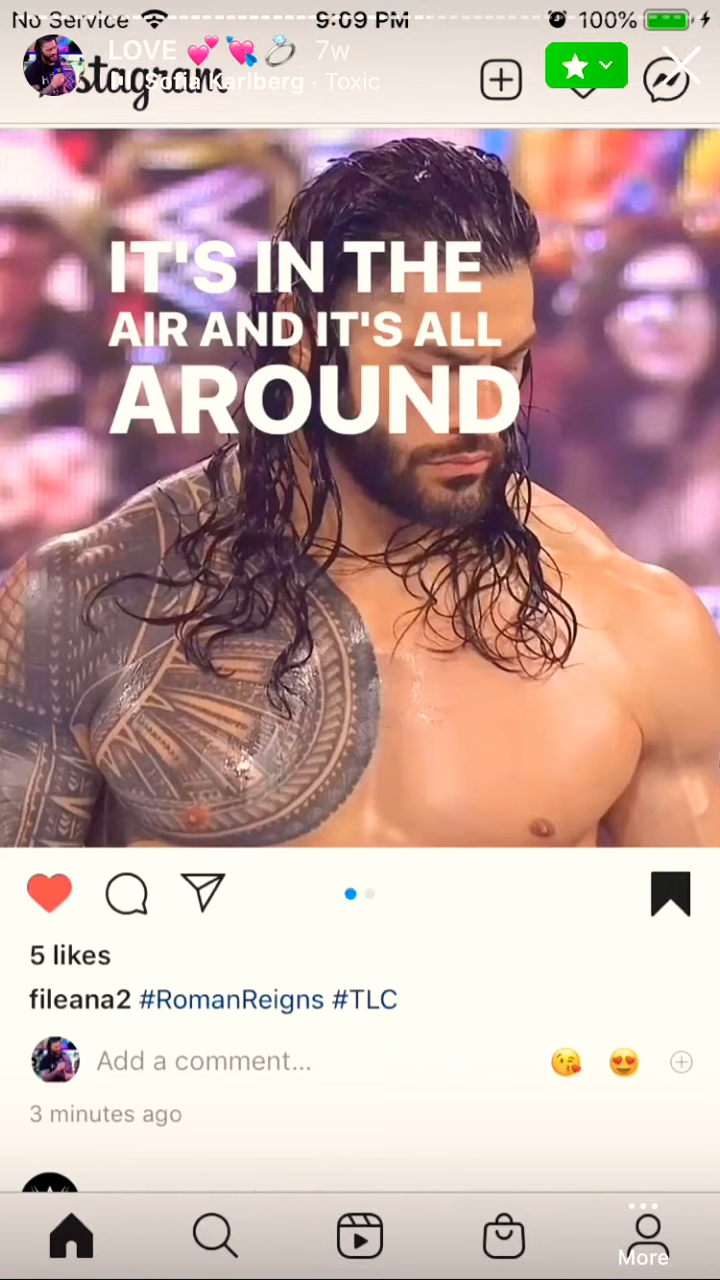 No Service 9:09 PM 100%
LOVE 💕💘💍 7w
Instagram
Sofia Karlberg · Toxic
IT'S IN THE
AIR AND IT'S ALL
AROUND
5 likes
fileana2 #RomanReigns #TLC
Add a comment...
3 minutes ago
More